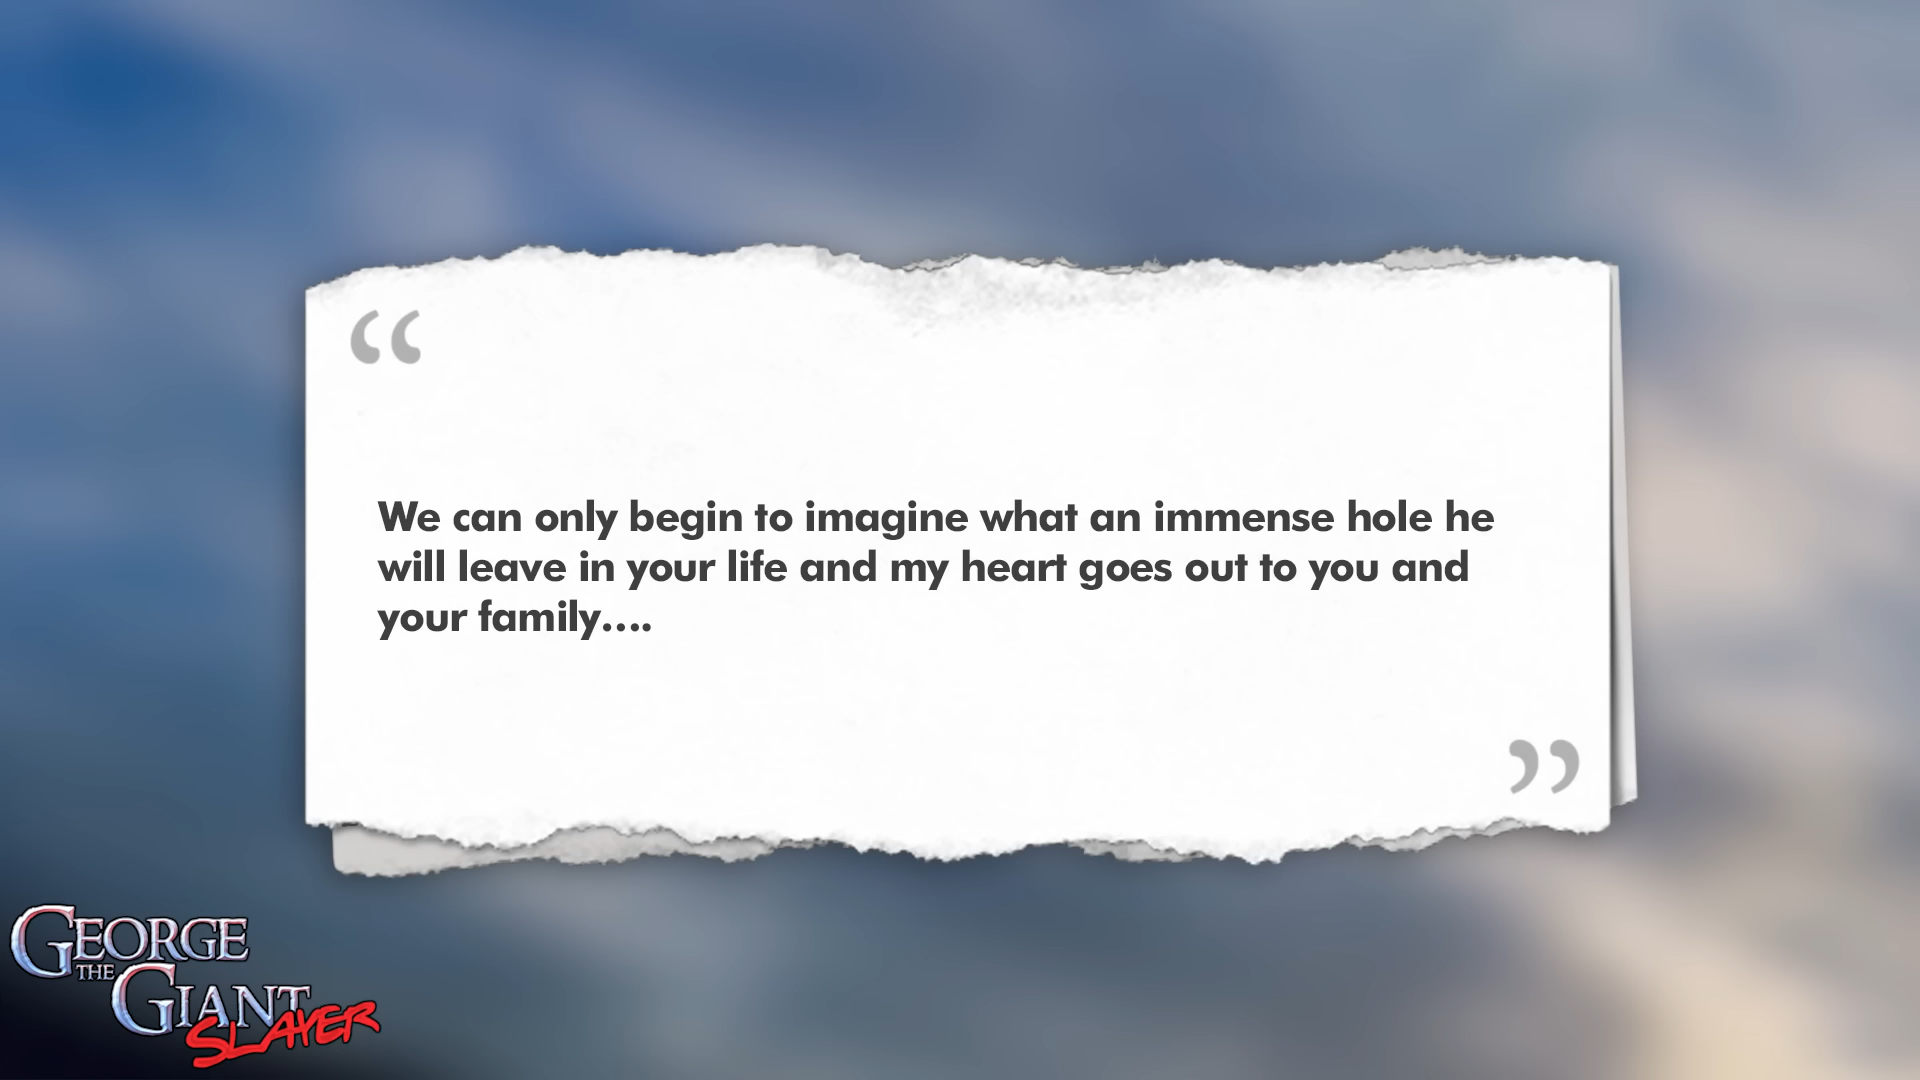 “
We can only begin to imagine what an immense hole he
will leave in your life and my heart goes out to you and
your family....
”
GEORGE
THE
GIANT
SLAYER